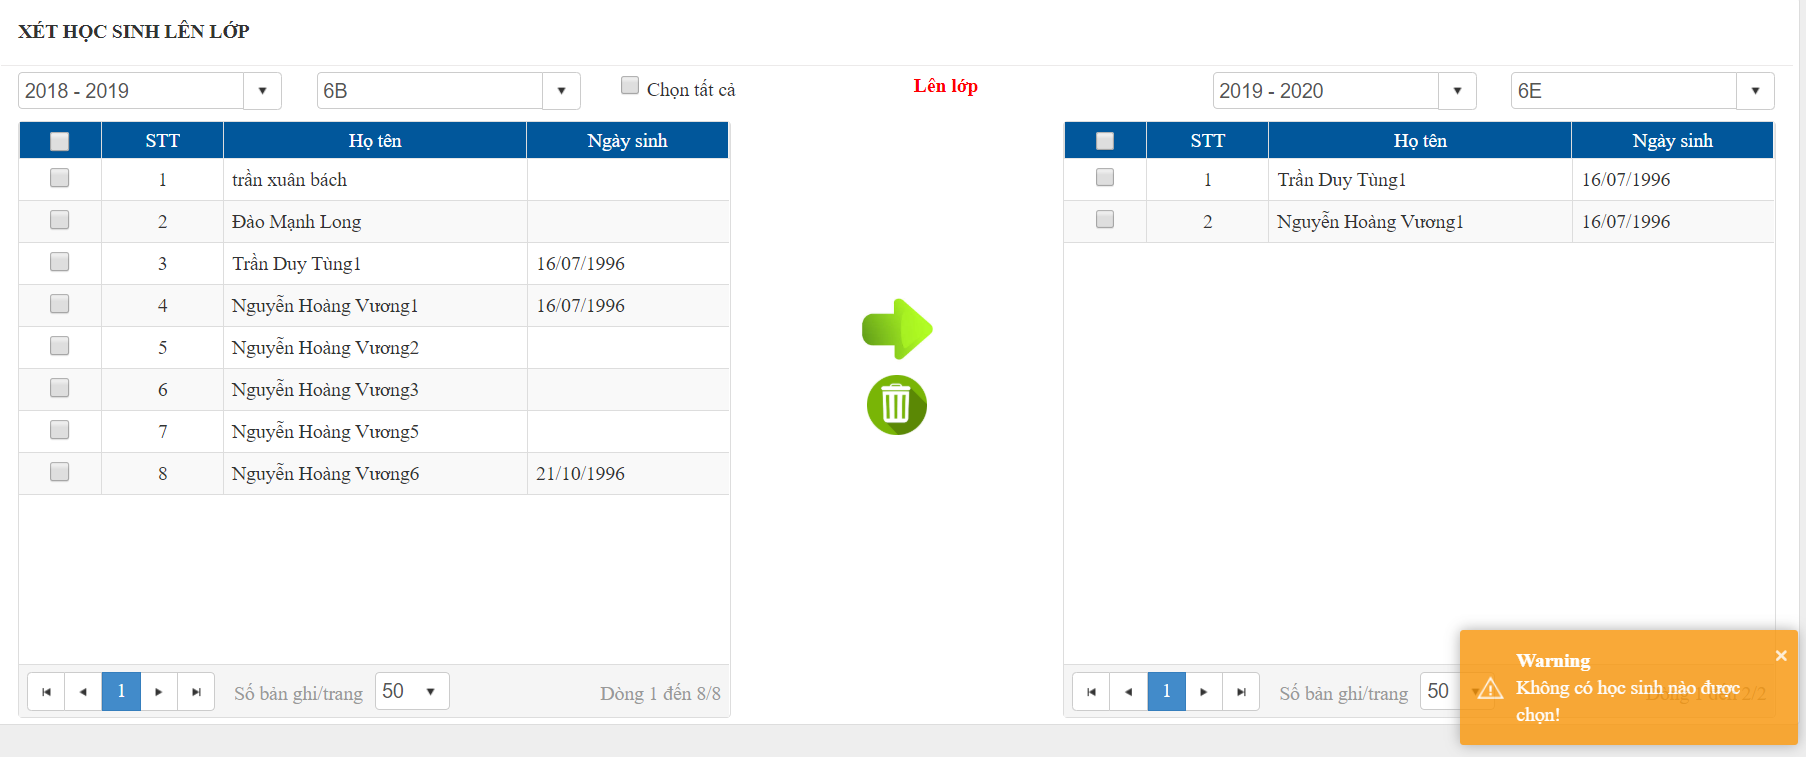 XÉT HỌC SINH LÊN LỚP
2018 - 2019 6B Chọn tất cả Lên lớp 2019 - 2020 6E
STT Họ tên Ngày sinh
1 trần xuân bách
2 Đào Mạnh Long
3 Trần Duy Tùng1 16/07/1996
4 Nguyễn Hoàng Vương1 16/07/1996
5 Nguyễn Hoàng Vương2
6 Nguyễn Hoàng Vương3
7 Nguyễn Hoàng Vương5
8 Nguyễn Hoàng Vương6 21/10/1996
1 Số bản ghi/trang 50 Dòng 1 đến 8/8
STT Họ tên Ngày sinh
1 Trần Duy Tùng1 16/07/1996
2 Nguyễn Hoàng Vương1 16/07/1996
1 Số bản ghi/trang 50 Dòng 1 đến 2/2
Warning
Không có học sinh nào được
chọn!